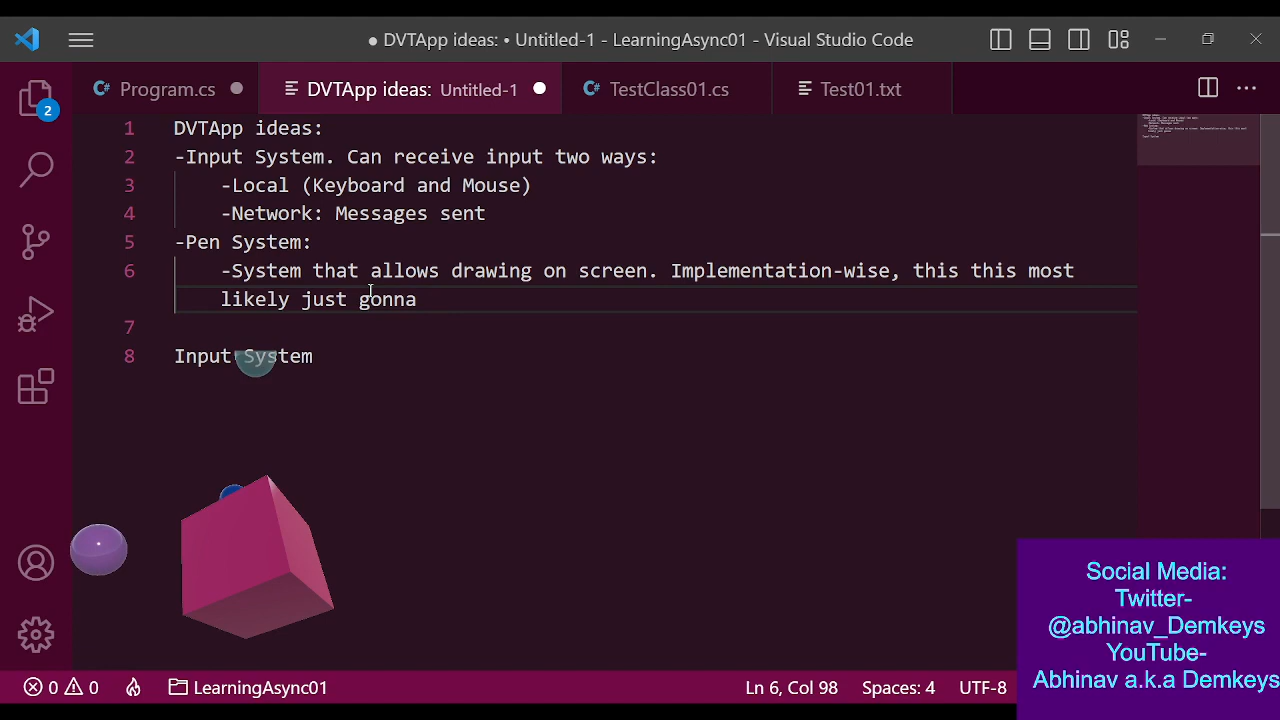 ● DVTApp ideas: • Untitled-1 - LearningAsync01 - Visual Studio Code
2
Program.cs
DVTApp ideas: Untitled-1
TestClass01.cs
Test01.txt
1 DVTApp ideas:
2 -Input System. Can receive input two ways:
3 -Local (Keyboard and Mouse)
4 -Network: Messages sent
5 -Pen System:
6 -System that allows drawing on screen. Implementation-wise, this this most
likely just gonna
7
8 Input System
Social Media:
Twitter-
@abhinav_Demkeys
YouTube-
Abhinav a.k.a Demkeys
0 0 LearningAsync01 Ln 6, Col 98 Spaces: 4 UTF-8